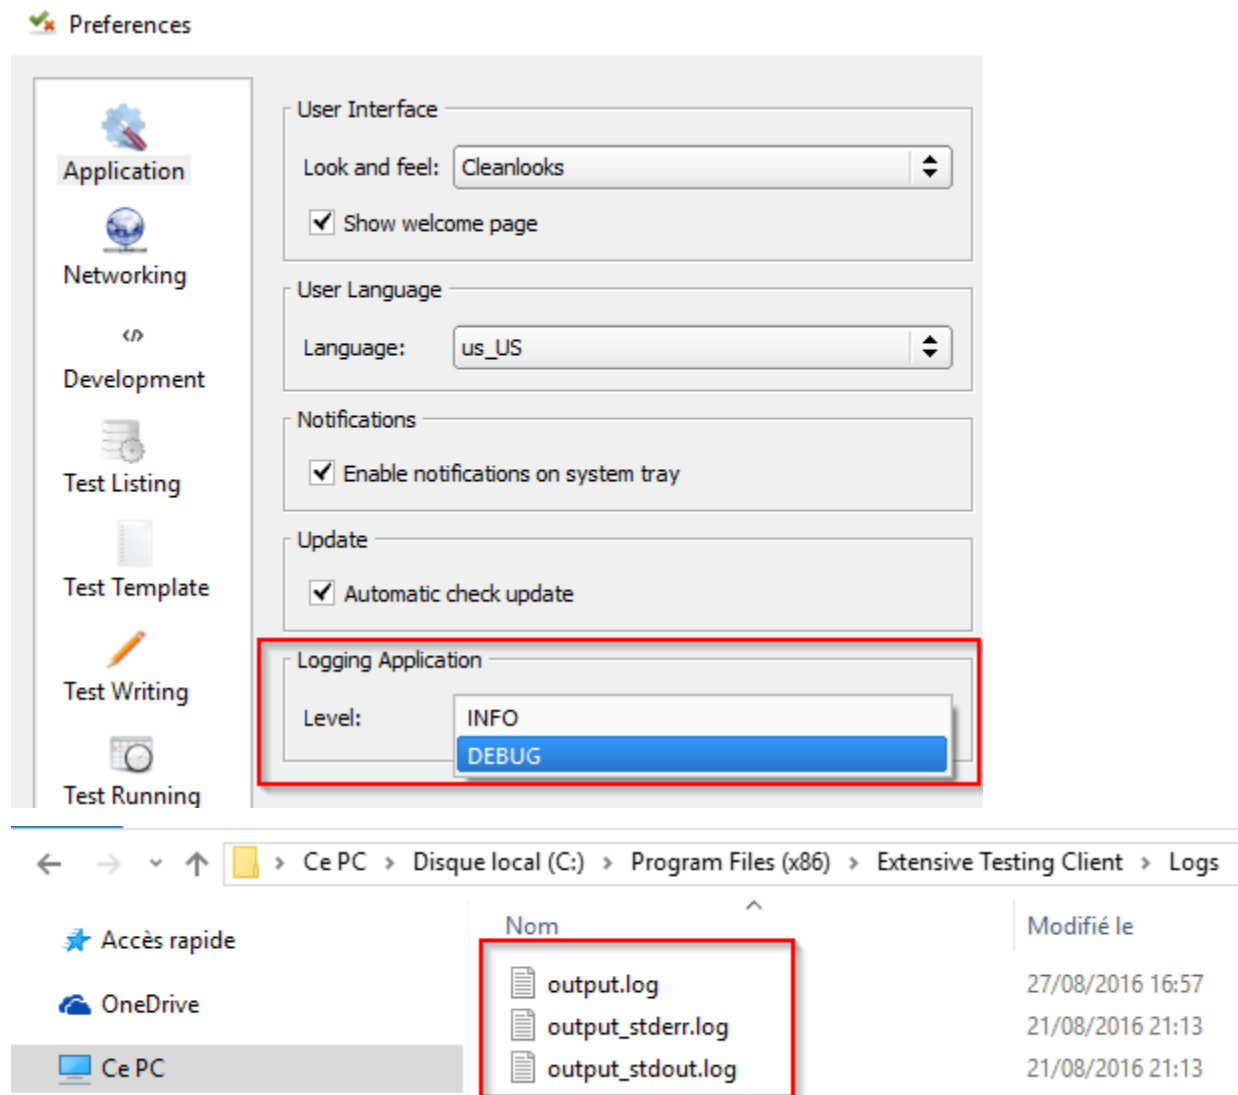 Preferences
Application
Networking
Development
Test Listing
Test Template
Test Writing
Test Running
User Interface
Look and feel: Cleanlooks
Show welcome page
User Language
Language: us_US
Notifications
Enable notifications on system tray
Update
Automatic check update
Logging Application
Level: INFO
DEBUG
Ce PC > Disque local (C:) > Program Files (x86) > Extensive Testing Client > Logs
Accès rapide
OneDrive
Ce PC
Nom Modifié le
output.log 27/08/2016 16:57
output_stderr.log 21/08/2016 21:13
output_stdout.log 21/08/2016 21:13